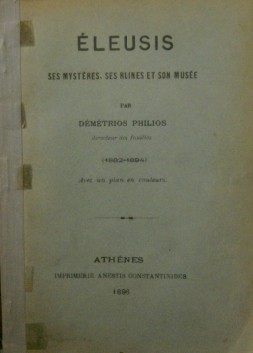 ÉLEUSIS
SES MYSTÈRES, SES RUINES ET SON MUSÉE
PAR
DÉMÉTRIOS PHILIOS
Directeur des fouilles
(1882-1894)
Avec un plan en couleurs.
ATHÈNES
IMPRIMERIE ANESTIS CONSTANTINIDES
1896